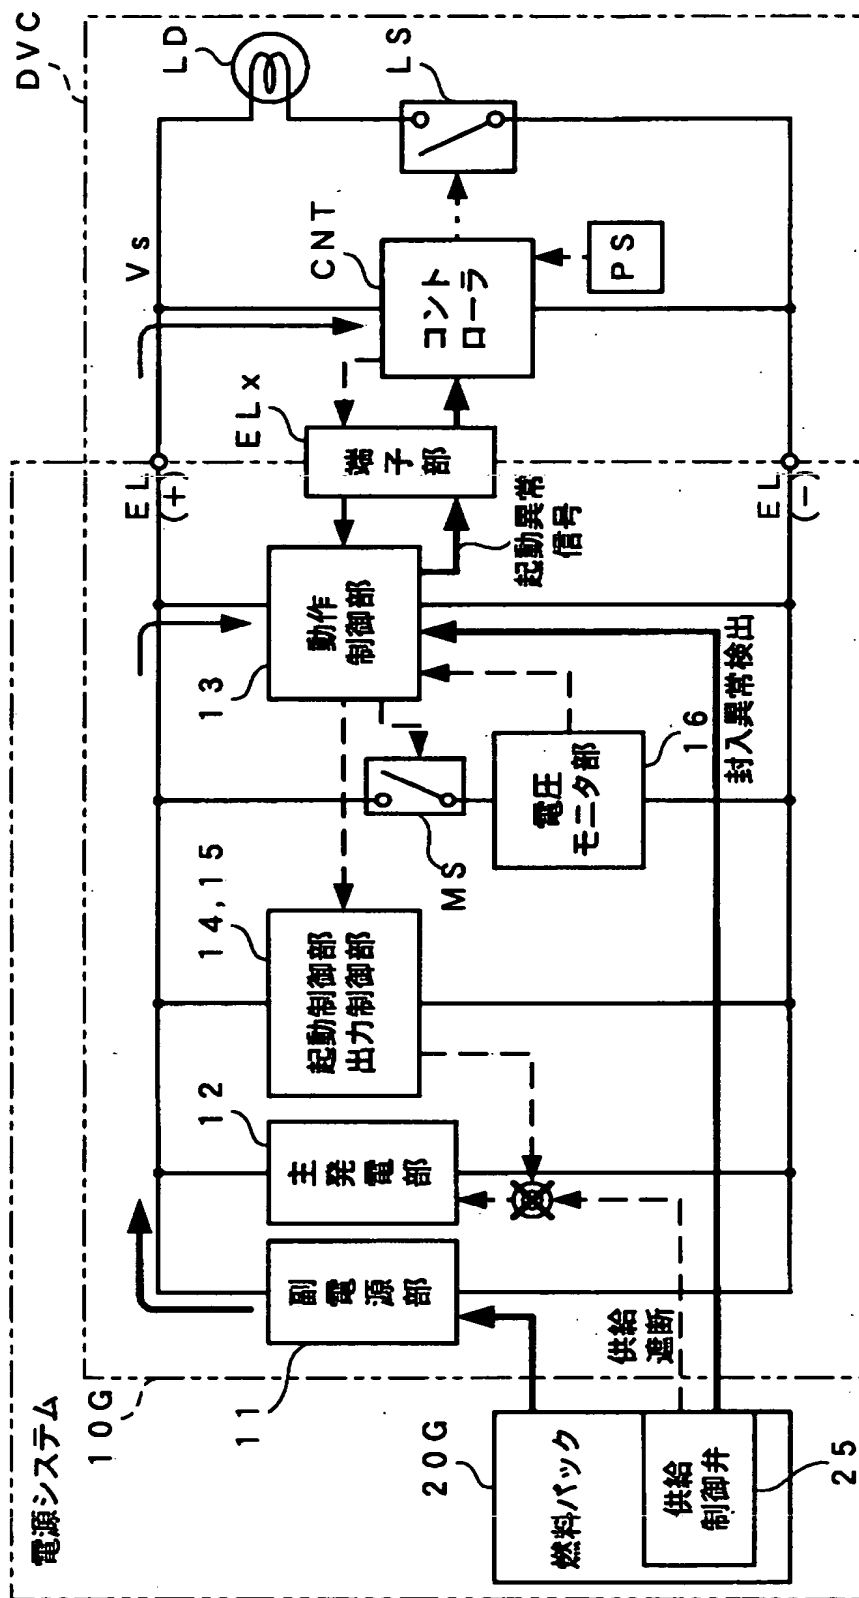 電源システム
DVC
10G
EL
(+)
Vs
LD
LS
ELx
CNT
11
副電源部
12
主発電部
14,15
起動制御部
出力制御部
13
動作
制御部
端子部
コント
ローラ
PS
MS
電圧
モニタ部
16
起動異常
信号
封入異常検出
供給
遮断
20G
燃料パック
供給
制御弁
25
EL
(−)